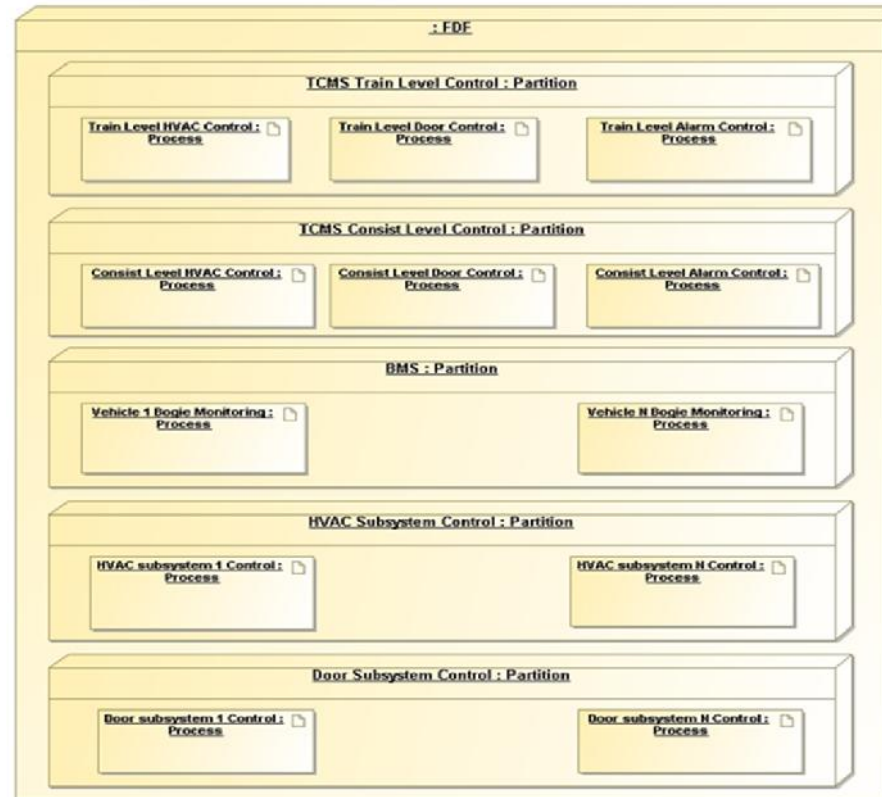 : FDF
TCMS Train Level Control : Partition
Train Level HVAC Control :
Process
Train Level Door Control :
Process
Train Level Alarm Control :
Process
TCMS Consist Level Control : Partition
Consist Level HVAC Control :
Process
Consist Level Door Control :
Process
Consist Level Alarm Control :
Process
BMS : Partition
Vehicle 1 Bogie Monitoring :
Process
Vehicle N Bogie Monitoring :
Process
HVAC Subsystem Control : Partition
HVAC subsystem 1 Control :
Process
HVAC subsystem N Control :
Process
Door Subsystem Control : Partition
Door subsystem 1 Control :
Process
Door subsystem N Control :
Process